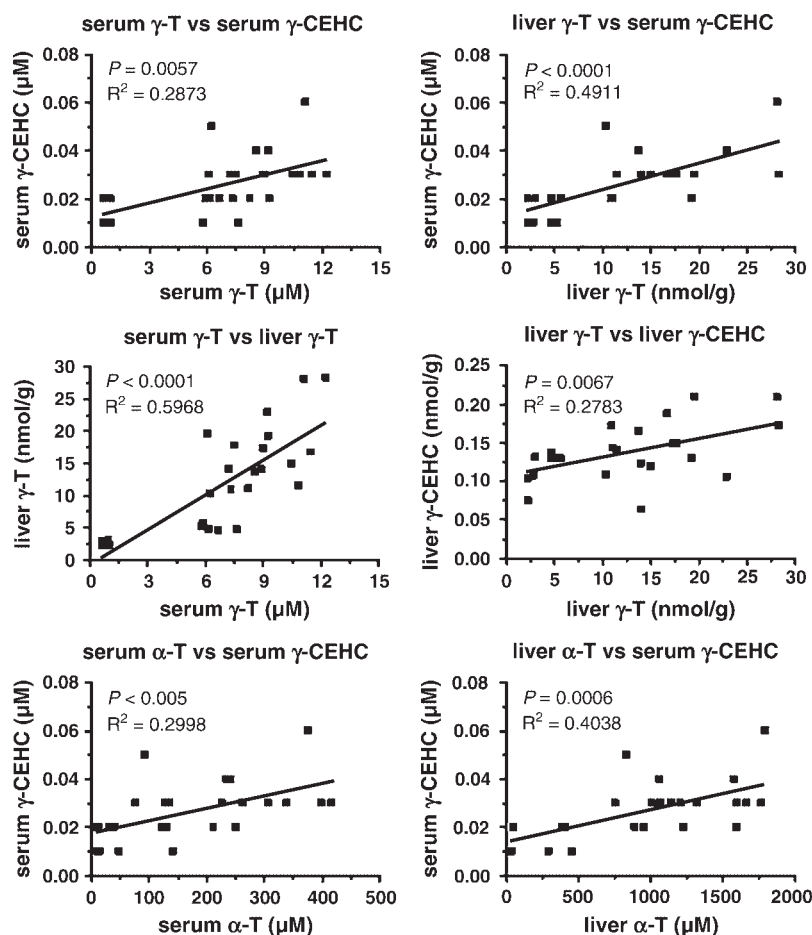 serum γ-T vs serum γ-CEHC
P = 0.0057
R² = 0.2873
serum γ-CEHC (μM)
0.08
0.06
0.04
0.02
0.00
0 3 6 9 12 15
serum γ-T (μM)
liver γ-T vs serum γ-CEHC
P < 0.0001
R² = 0.4911
serum γ-CEHC (μM)
0.08
0.06
0.04
0.02
0.00
0 5 10 15 20 25 30
liver γ-T (nmol/g)
serum γ-T vs liver γ-T
P < 0.0001
R² = 0.5968
liver γ-T (nmol/g)
30
25
20
15
10
5
0
0 3 6 9 12 15
serum γ-T (μM)
liver γ-T vs liver γ-CEHC
P = 0.0067
R² = 0.2783
liver γ-CEHC (nmol/g)
0.25
0.20
0.15
0.10
0.05
0.00
0 5 10 15 20 25 30
liver γ-T (nmol/g)
serum α-T vs serum γ-CEHC
P < 0.005
R² = 0.2998
serum γ-CEHC (μM)
0.08
0.06
0.04
0.02
0.00
0 100 200 300 400 500
serum α-T (μM)
liver α-T vs serum γ-CEHC
P = 0.0006
R² = 0.4038
serum γ-CEHC (μM)
0.08
0.06
0.04
0.02
0.00
0 500 1000 1500 2000
liver α-T (μM)